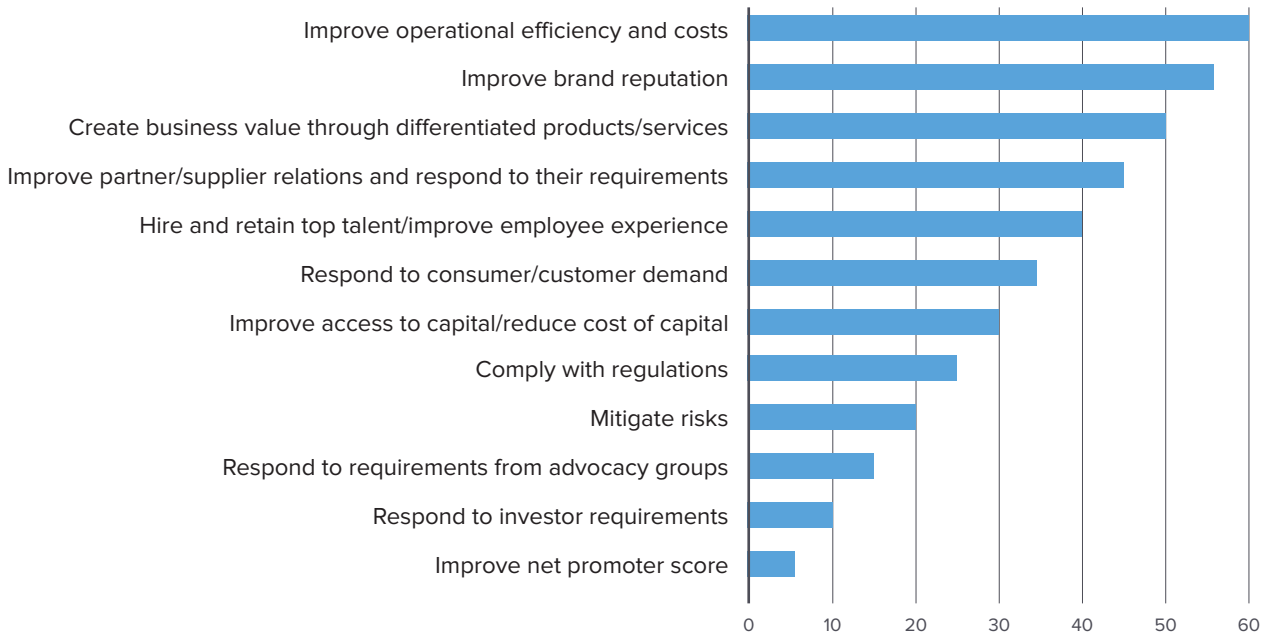 Improve operational efficiency and costs
Improve brand reputation
Create business value through differentiated products/services
Improve partner/supplier relations and respond to their requirements
Hire and retain top talent/improve employee experience
Respond to consumer/customer demand
Improve access to capital/reduce cost of capital
Comply with regulations
Mitigate risks
Respond to requirements from advocacy groups
Respond to investor requirements
Improve net promoter score
0 10 20 30 40 50 60